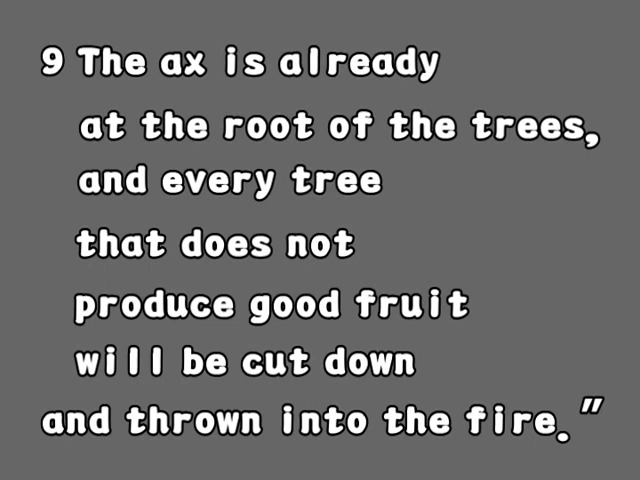 9 The ax is already
at the root of the trees,
and every tree
that does not
produce good fruit
will be cut down
and thrown into the fire.”